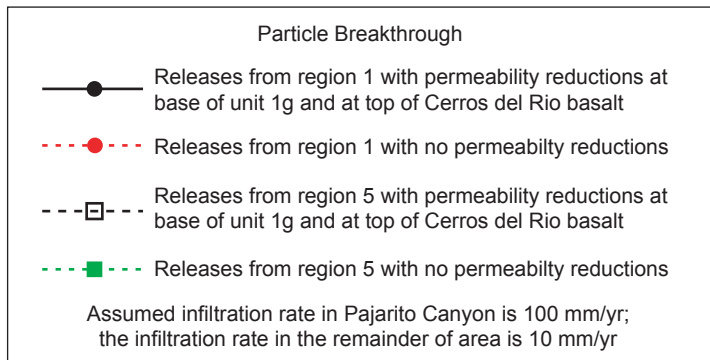 Particle Breakthrough
Releases from region 1 with permeability reductions at
base of unit 1g and at top of Cerros del Rio basalt
Releases from region 1 with no permeabilty reductions
Releases from region 5 with permeability reductions at
base of unit 1g and at top of Cerros del Rio basalt
Releases from region 5 with no permeabilty reductions
Assumed infiltration rate in Pajarito Canyon is 100 mm/yr;
the infiltration rate in the remainder of area is 10 mm/yr